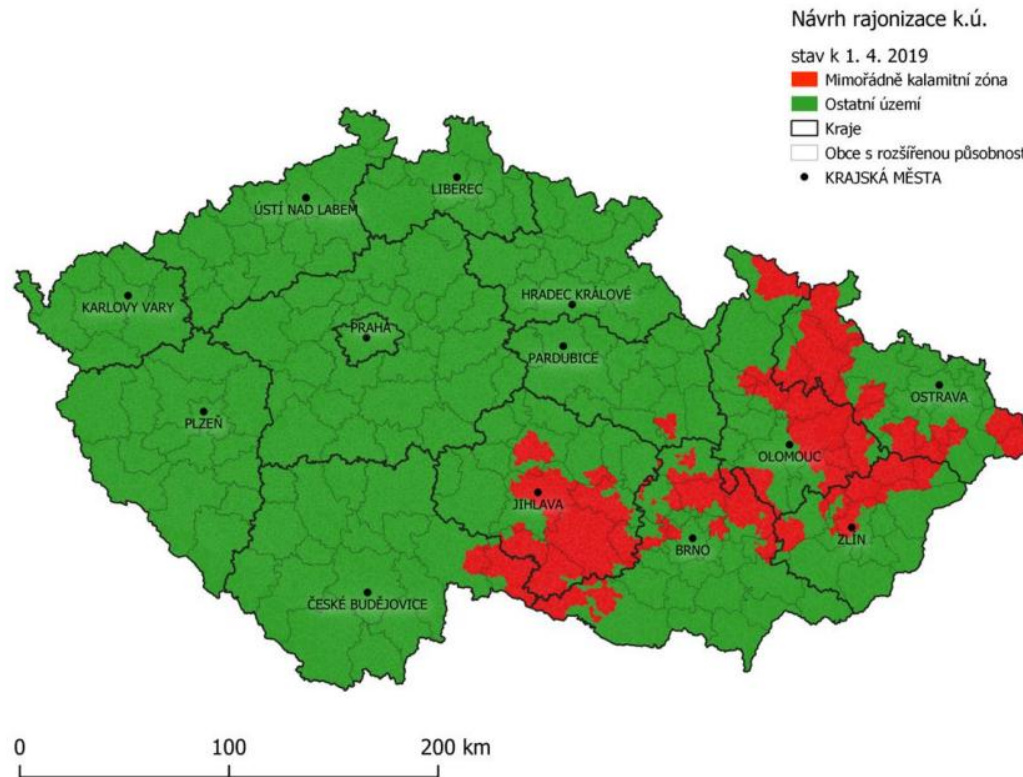 Návrh rajonizace k.ú.
stav k 1. 4. 2019
Mimořádně kalamitní zóna
Ostatní území
Kraje
Obce s rozšířenou působnost
KRAJSKÁ MĚSTA
LIBEREC
ÚSTÍ NAD LABEM
KARLOVY VARY
HRADEC KRÁLOVÉ
PRAHA
PARDUBICE
OSTRAVA
PLZEŇ
OLOMOUC
JIHLAVA
ZLÍN
BRNO
ČESKÉ BUDĚJOVICE
0 100 200 km